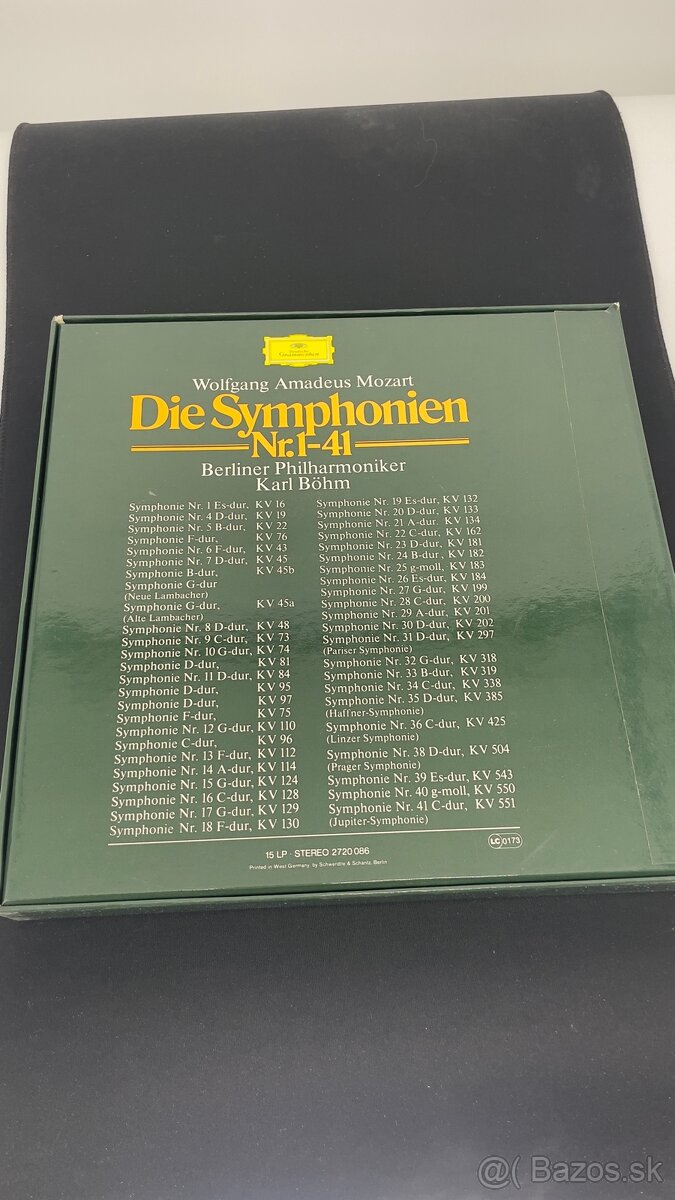 Deutsche
Grammophon
Wolfgang Amadeus Mozart
Die Symphonien
Nr.1-41
Berliner Philharmoniker
Karl Böhm
Symphonie Nr. 1 Es-dur, KV 16
Symphonie Nr. 4 D-dur, KV 19
Symphonie Nr. 5 B-dur, KV 22
Symphonie F-dur, KV 76
Symphonie Nr. 6 F-dur, KV 43
Symphonie Nr. 7 D-dur, KV 45
Symphonie B-dur, KV 45b
Symphonie G-dur
(Neue Lambacher)
Symphonie G-dur, KV 45a
(Alte Lambacher)
Symphonie Nr. 8 D-dur, KV 48
Symphonie Nr. 9 C-dur, KV 73
Symphonie Nr. 10 G-dur, KV 74
Symphonie D-dur, KV 81
Symphonie Nr. 11 D-dur, KV 84
Symphonie D-dur, KV 95
Symphonie D-dur, KV 97
Symphonie F-dur, KV 75
Symphonie Nr. 12 G-dur, KV 110
Symphonie C-dur, KV 96
Symphonie Nr. 13 F-dur, KV 112
Symphonie Nr. 14 A-dur, KV 114
Symphonie Nr. 15 G-dur, KV 124
Symphonie Nr. 16 C-dur, KV 128
Symphonie Nr. 17 G-dur, KV 129
Symphonie Nr. 18 F-dur, KV 130
Symphonie Nr. 19 Es-dur, KV 132
Symphonie Nr. 20 D-dur, KV 133
Symphonie Nr. 21 A-dur, KV 134
Symphonie Nr. 22 C-dur, KV 162
Symphonie Nr. 23 D-dur, KV 181
Symphonie Nr. 24 B-dur, KV 182
Symphonie Nr. 25 g-moll, KV 183
Symphonie Nr. 26 Es-dur, KV 184
Symphonie Nr. 27 G-dur, KV 199
Symphonie Nr. 28 C-dur, KV 200
Symphonie Nr. 29 A-dur, KV 201
Symphonie Nr. 30 D-dur, KV 202
Symphonie Nr. 31 D-dur, KV 297
(Pariser Symphonie)
Symphonie Nr. 32 G-dur, KV 318
Symphonie Nr. 33 B-dur, KV 319
Symphonie Nr. 34 C-dur, KV 338
Symphonie Nr. 35 D-dur, KV 385
(Haffner-Symphonie)
Symphonie Nr. 36 C-dur, KV 425
(Linzer Symphonie)
Symphonie Nr. 38 D-dur, KV 504
(Prager Symphonie)
Symphonie Nr. 39 Es-dur, KV 543
Symphonie Nr. 40 g-moll, KV 550
Symphonie Nr. 41 C-dur, KV 551
(Jupiter-Symphonie)
15 LP · STEREO 2720 086
LC 0173
Printed in West Germany by Schwerdtle & Schantz, Berlin
@( Bazos.sk